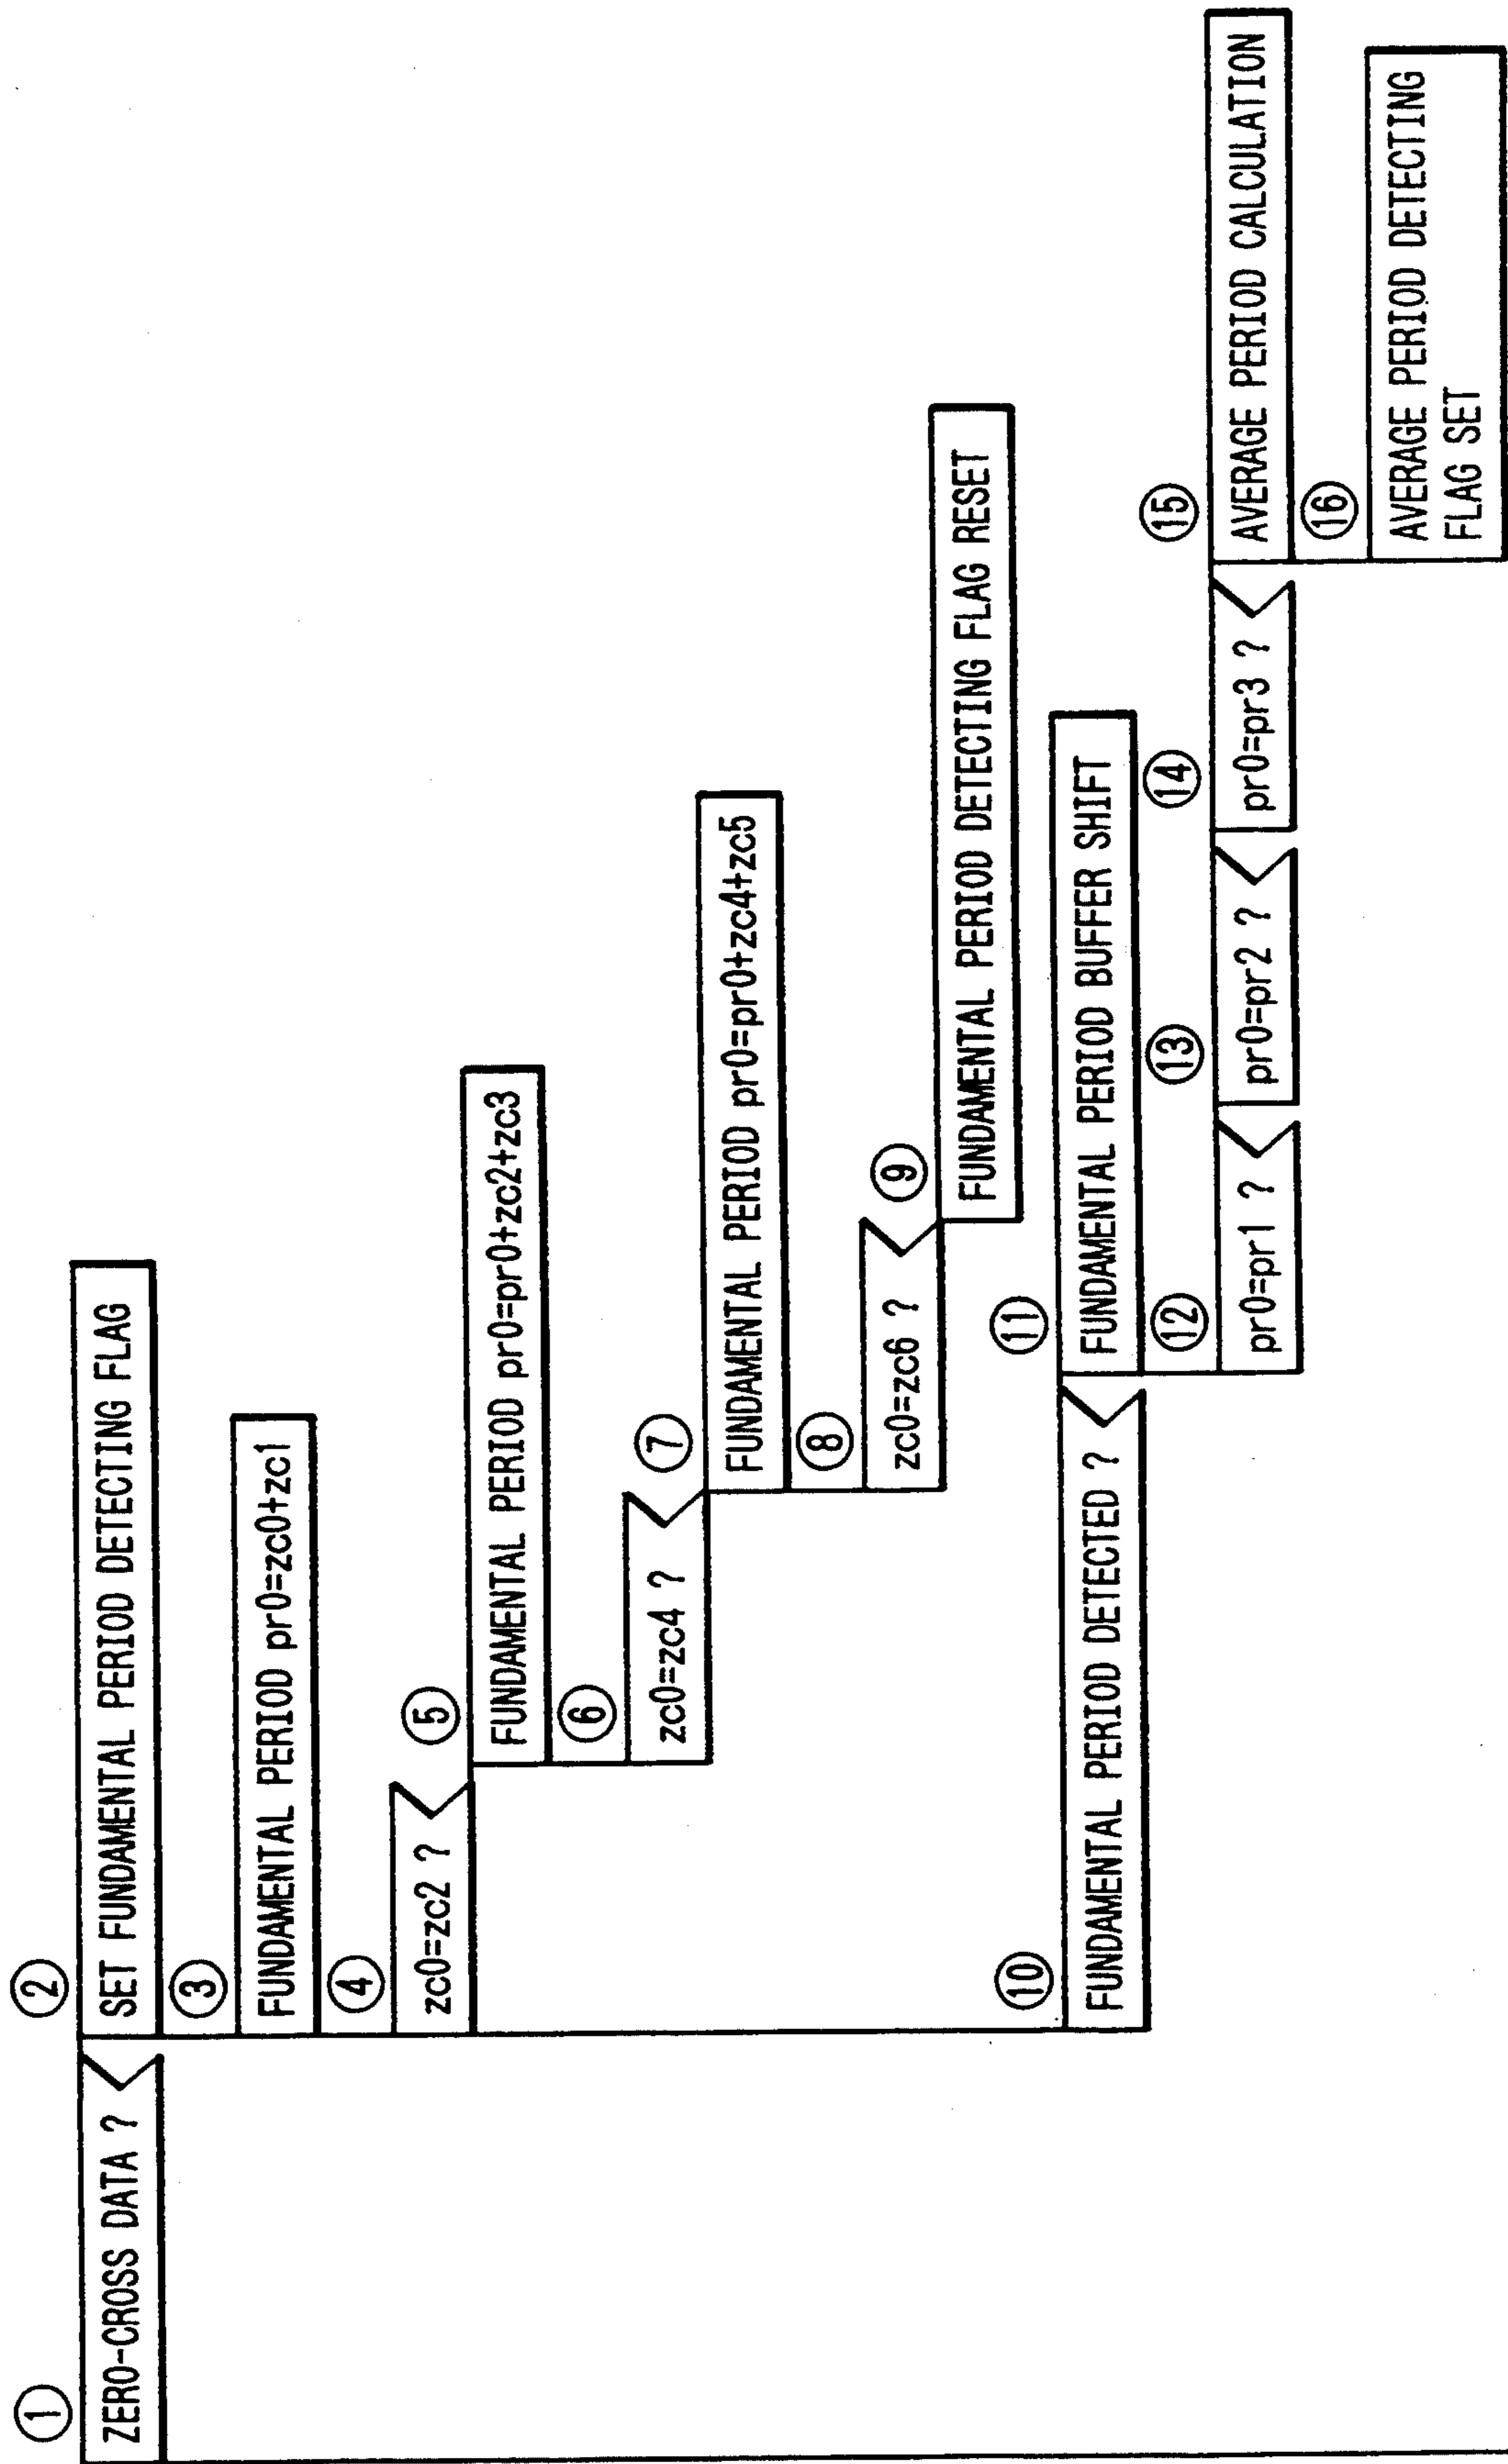 ①
ZERO-CROSS DATA ?
②
SET FUNDAMENTAL PERIOD DETECTING FLAG
③
FUNDAMENTAL PERIOD pr0=zc0+zc1
④
zc0=zc2 ?
⑤
FUNDAMENTAL PERIOD pr0=pr0+zc2+zc3
⑥
zc0=zc4 ?
⑦
FUNDAMENTAL PERIOD pr0=pr0+zc4+zc5
⑧
zc0=zc6 ?
⑨
FUNDAMENTAL PERIOD DETECTING FLAG RESET
⑩
FUNDAMENTAL PERIOD DETECTED ?
⑪
FUNDAMENTAL PERIOD BUFFER SHIFT
⑫
pr0=pr1 ?
⑬
pr0=pr2 ?
⑭
pr0=pr3 ?
⑮
AVERAGE PERIOD CALCULATION
⑯
AVERAGE PERIOD DETECTING
FLAG SET